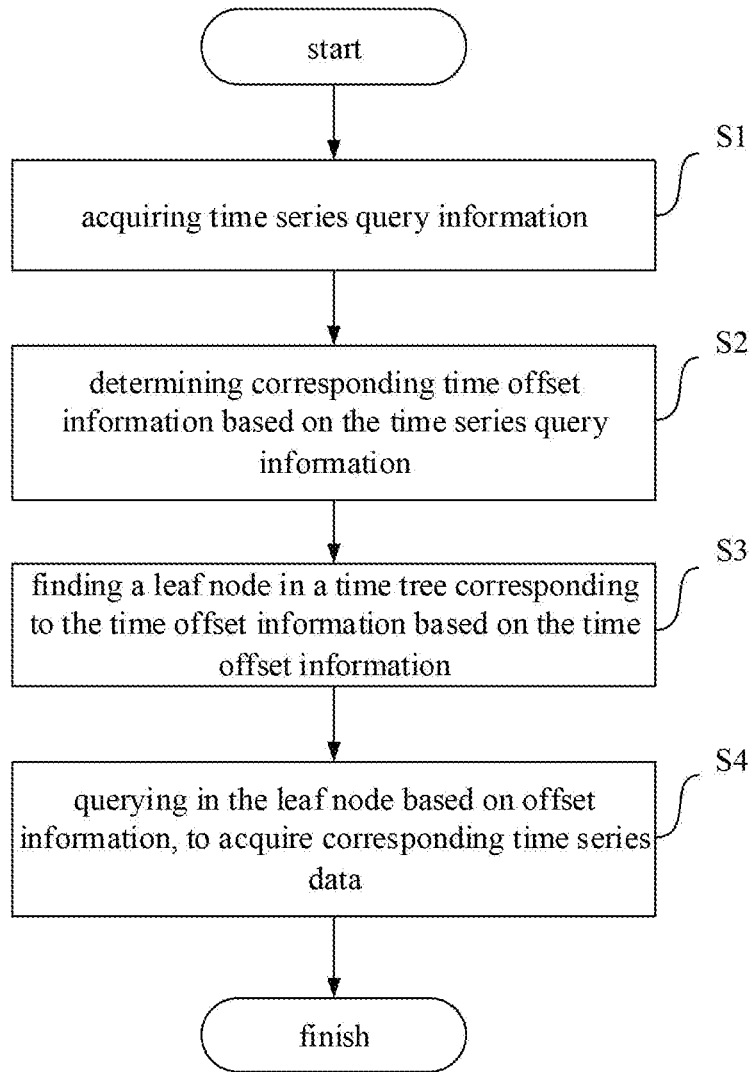 start
S1
acquiring time series query information
S2
determining corresponding time offset
information based on the time series query
information
S3
finding a leaf node in a time tree corresponding
to the time offset information based on the time
offset information
S4
querying in the leaf node based on offset
information, to acquire corresponding time series
data
finish